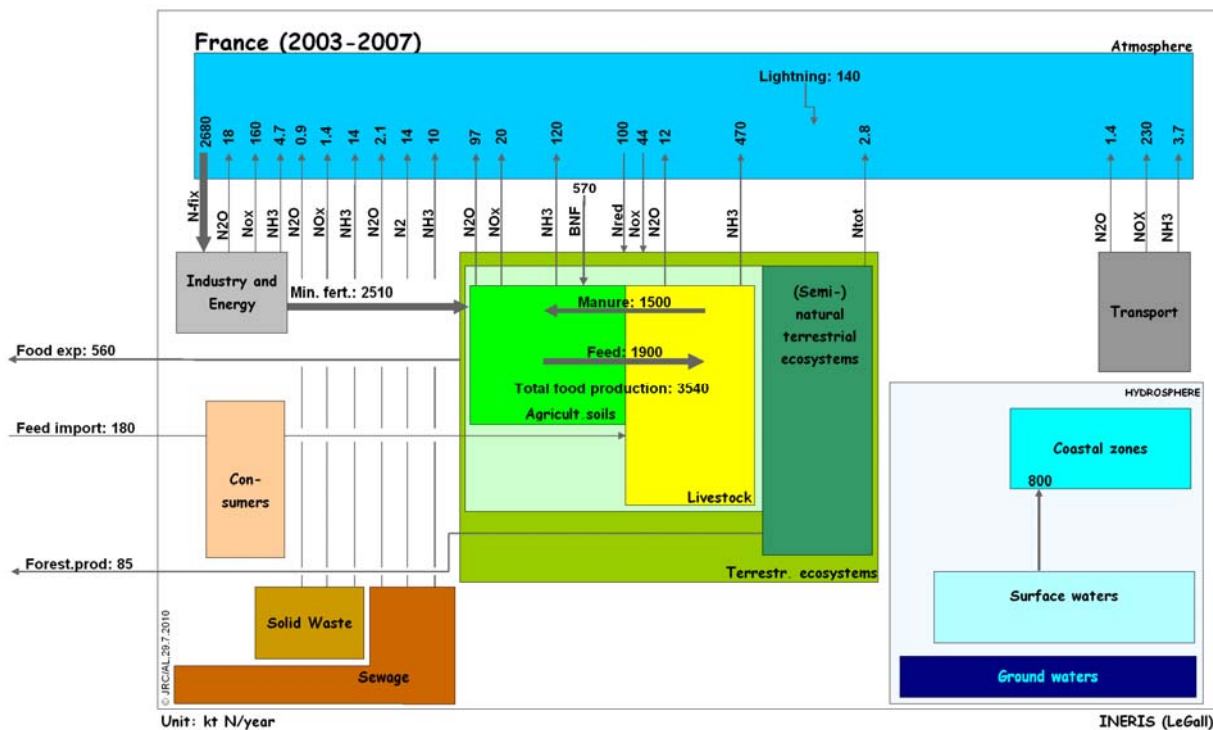 France (2003-2007)
Atmosphere
Lightning: 140
2680
18
160
4.7
0.9
1.4
14
2.1
14
10
97
20
120
100
44
12
470
2.8
1.4
230
3.7
570
N-fix
N2O
Nox
NH3
N2O
NOx
NH3
N2O
N2
NH3
N2O
NOx
NH3
BNF
Nred
Nox
N2O
NH3
Ntot
N2O
NOX
NH3
Industry and
Energy
Min. fert.: 2510
Manure: 1500
(Semi-)
natural
terrestrial
ecosystems
Transport
Food exp: 560
Feed: 1900
Total food production: 3540
Agricult.soils
HYDROSPHERE
Feed import: 180
Coastal zones
Con-
sumers
800
Livestock
Forest.prod: 85
Terrestr. ecosystems
Surface waters
Solid Waste
Sewage
Ground waters
© JRC/AL,29.7.2010
Unit: kt N/year
INERIS (LeGall)